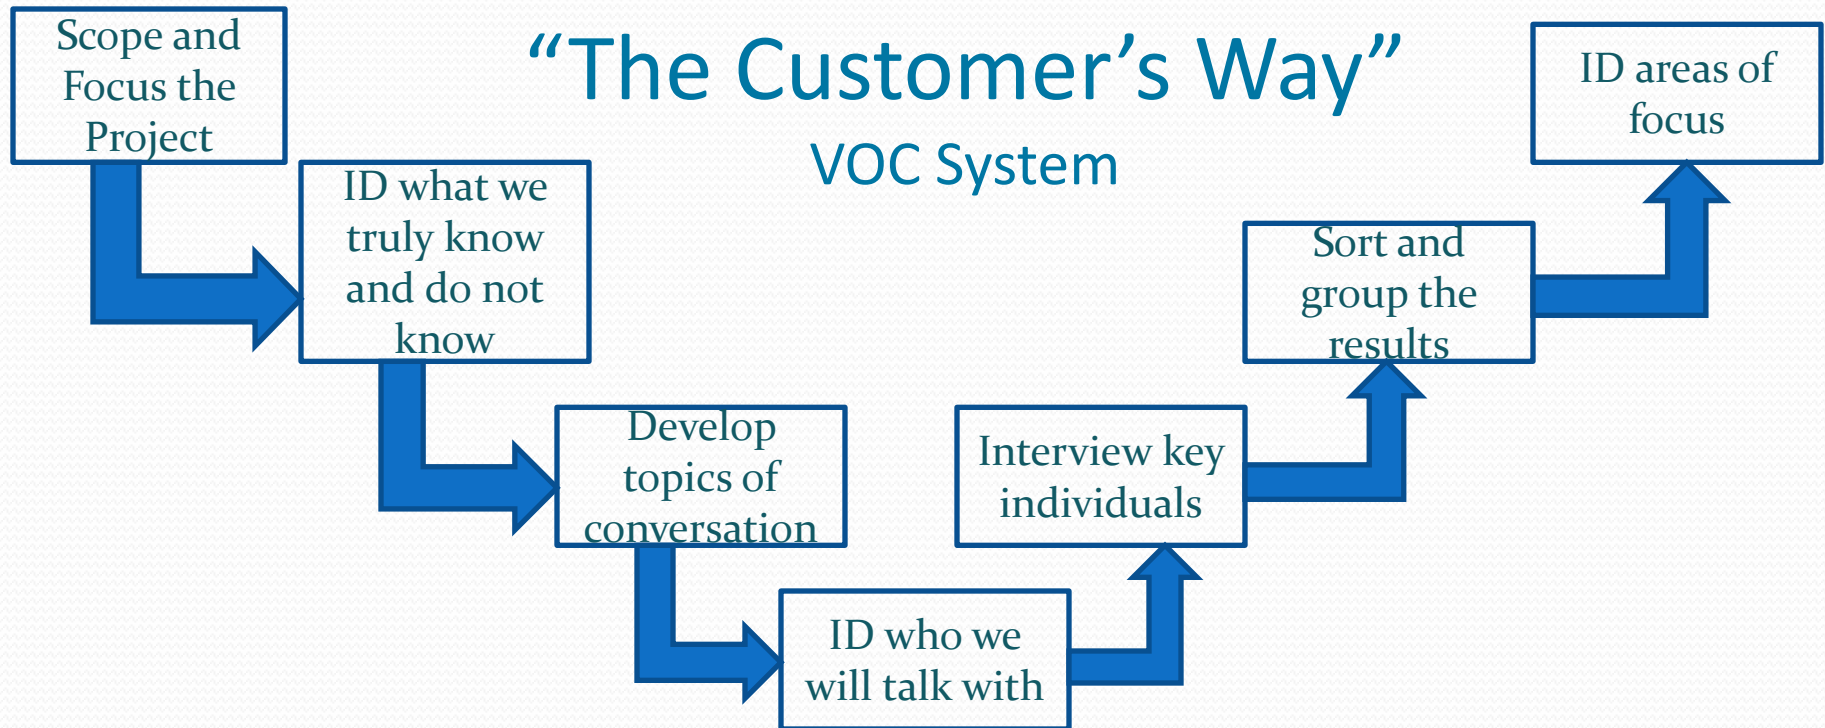 “The Customer’s Way”
VOC System
Scope and
Focus the
Project
ID what we
truly know
and do not
know
Develop
topics of
conversation
ID who we
will talk with
Interview key
individuals
Sort and
group the
results
ID areas of
focus